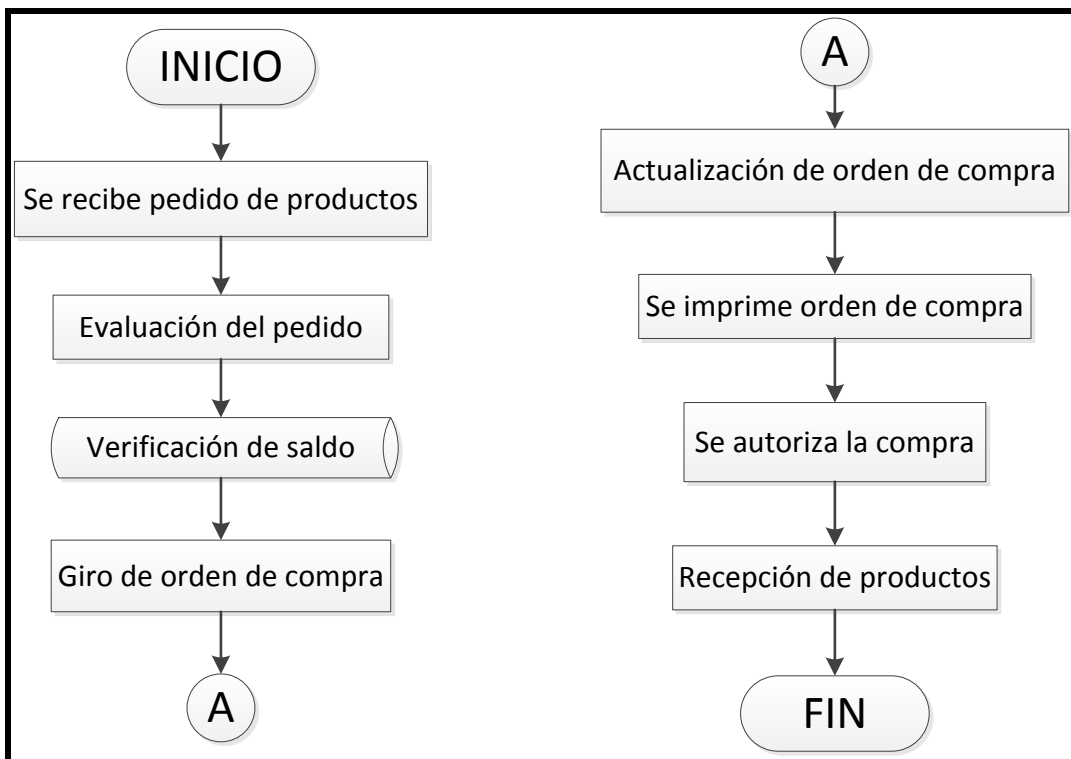 INICIO
Se recibe pedido de productos
Evaluación del pedido
Verificación de saldo
Giro de orden de compra
A
A
Actualización de orden de compra
Se imprime orden de compra
Se autoriza la compra
Recepción de productos
FIN